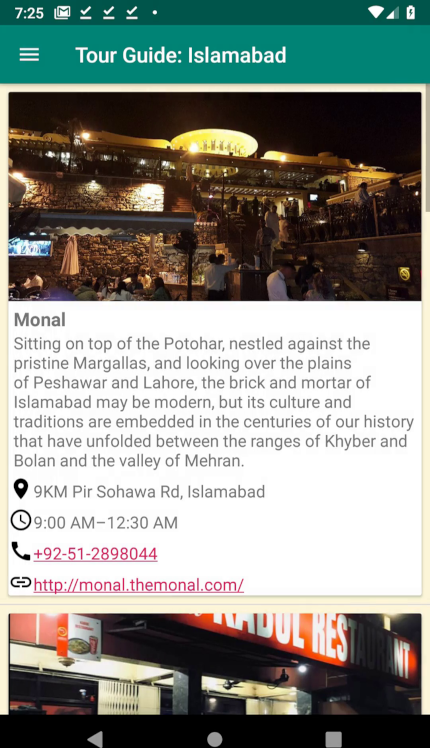 7:25
Tour Guide: Islamabad
Monal
Sitting on top of the Potohar, nestled against the
pristine Margallas, and looking over the plains
of Peshawar and Lahore, the brick and mortar of
Islamabad may be modern, but its culture and
traditions are embedded in the centuries of our history
that have unfolded between the ranges of Khyber and
Bolan and the valley of Mehran.
9KM Pir Sohawa Rd, Islamabad
9:00 AM–12:30 AM
+92-51-2898044
http://monal.themonal.com/
KABUL RESTAURANT